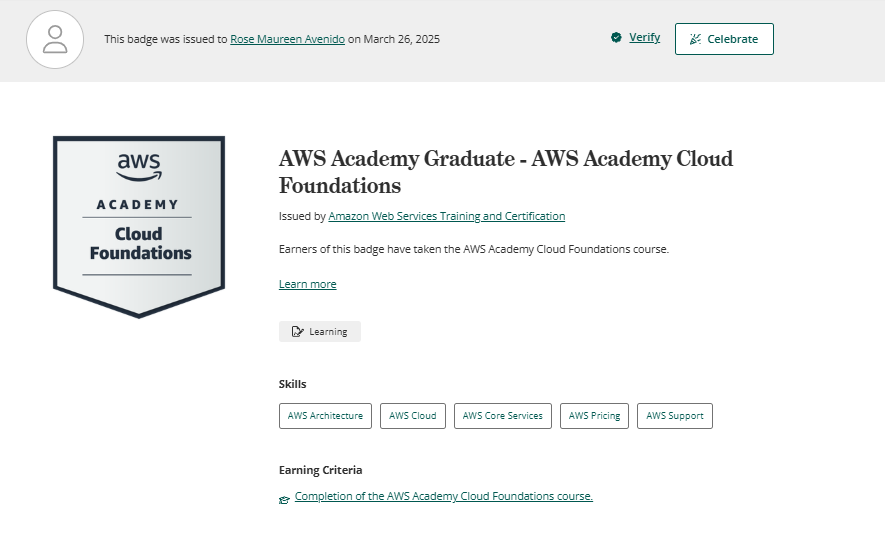 This badge was issued to Rose Maureen Avenido on March 26, 2025
Verify
Celebrate
aws
ACADEMY
Cloud
Foundations
AWS Academy Graduate - AWS Academy Cloud
Foundations
Issued by Amazon Web Services Training and Certification
Earners of this badge have taken the AWS Academy Cloud Foundations course.
Learn more
Learning
Skills
AWS Architecture
AWS Cloud
AWS Core Services
AWS Pricing
AWS Support
Earning Criteria
Completion of the AWS Academy Cloud Foundations course.